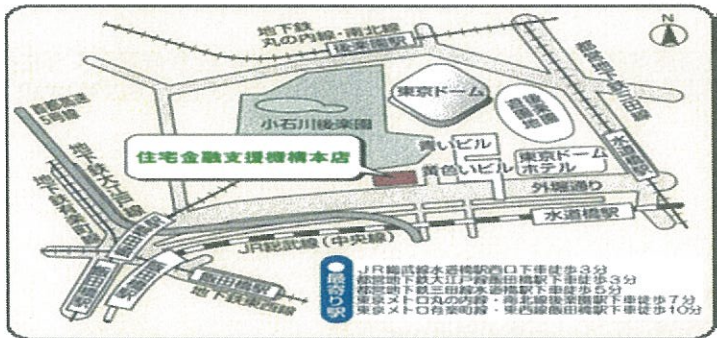 N
地下鉄
丸の内線・南北線
後楽園駅
都営地下鉄三田線
首都高速
5号線
東京ドーム
後楽園
遊園地
小石川後楽園
水道橋駅
青いビル
住宅金融支援機構本店
黄色いビル
東京ドーム
ホテル
地下鉄大江戸線
外堀通り
水道橋駅
飯田橋駅
JR総武線(中央線)
飯田橋駅
飯田橋駅
飯田橋駅
地下鉄東西線
●最寄り駅
JR総武線水道橋駅西口下車徒歩3分
都営地下鉄大江戸線飯田橋駅下車徒歩3分
都営地下鉄三田線水道橋駅下車徒歩5分
東京メトロ丸の内線・南北線後楽園駅下車徒歩7分
東京メトロ有楽町線・東西線飯田橋駅下車徒歩10分